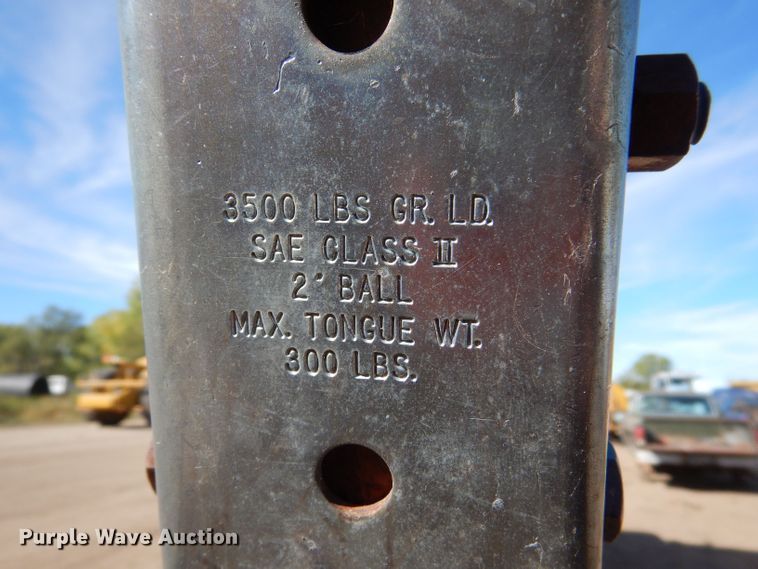 3500 LBS GR. LD.
SAE CLASS II
2" BALL
MAX. TONGUE WT.
300 LBS.
Purple Wave Auction